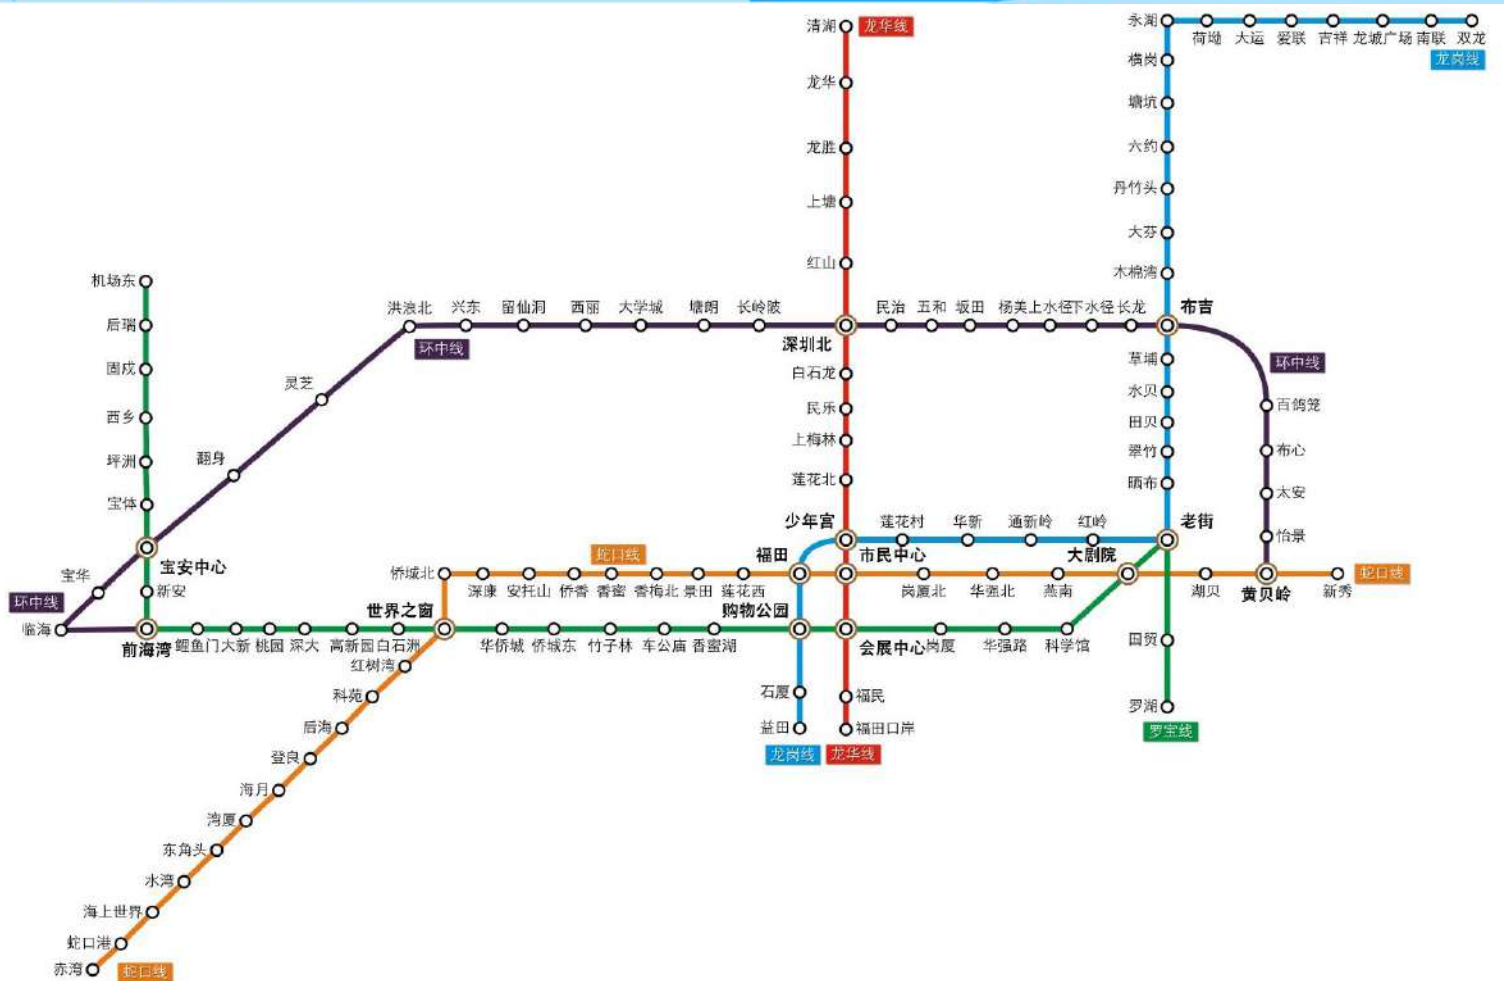 清湖
龙华线
永湖
荷坳
大运
爱联
吉祥
龙城广场
南联
双龙
龙岗线
横岗
塘坑
六约
丹竹头
大芬
木棉湾
龙华
龙胜
上塘
红山
机场东
后瑞
固戍
西乡
坪洲
宝体
洪浪北
兴东
留仙洞
西丽
大学城
塘朗
长岭陂
民治
五和
坂田
杨美
上水径
下水径
长龙
布吉
环中线
深圳北
环中线
灵芝
翻身
白石龙
民乐
上梅林
莲花北
草埔
水贝
田贝
翠竹
晒布
百鸽笼
布心
太安
怡景
少年宫
莲花村
华新
通新岭
红岭
老街
宝安中心
宝华
新安
环中线
临海
前海湾
蛇口线
福田
市民中心
大剧院
侨城北
深康
安托山
侨香
香蜜
香梅北
景田
莲花西
岗厦北
华强北
燕南
湖贝
黄贝岭
新秀
蛇口线
世界之窗
购物公园
鲤鱼门
大新
桃园
深大
高新园
白石洲
华侨城
侨城东
竹子林
车公庙
香蜜湖
会展中心
岗厦
华强路
科学馆
国贸
罗湖
罗宝线
红树湾
科苑
后海
登良
海月
湾厦
东角头
水湾
海上世界
蛇口港
赤湾
蛇口线
石厦
益田
龙岗线
福民
福田口岸
龙华线